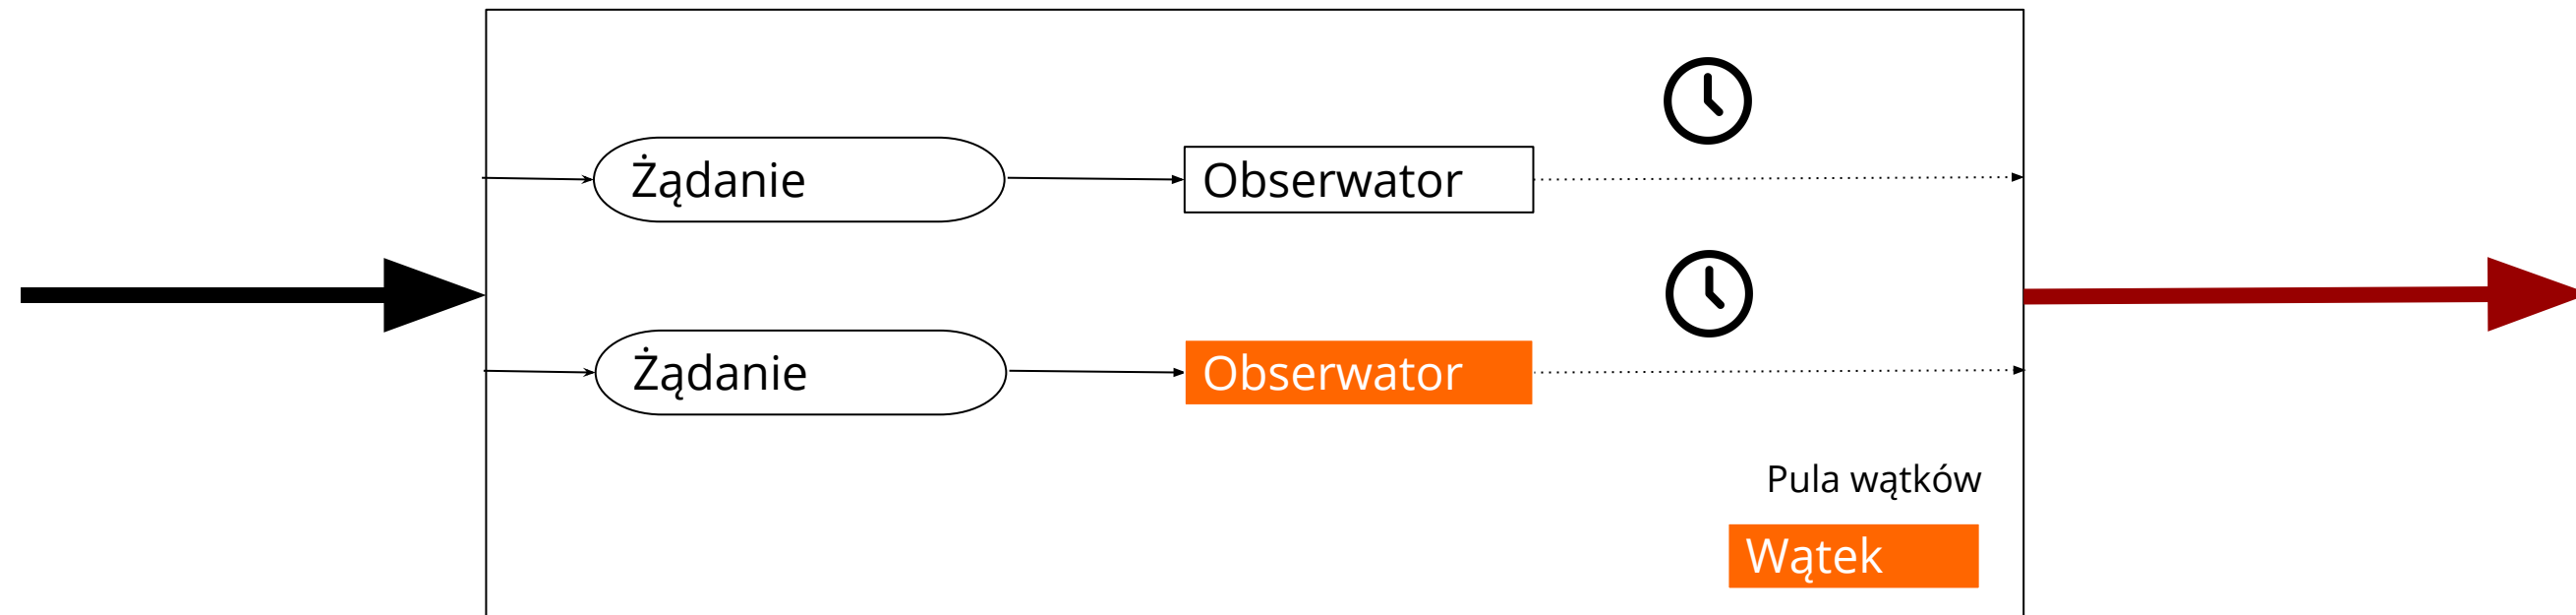 Żądanie
Obserwator
Żądanie
Obserwator
Pula wątków
Wątek